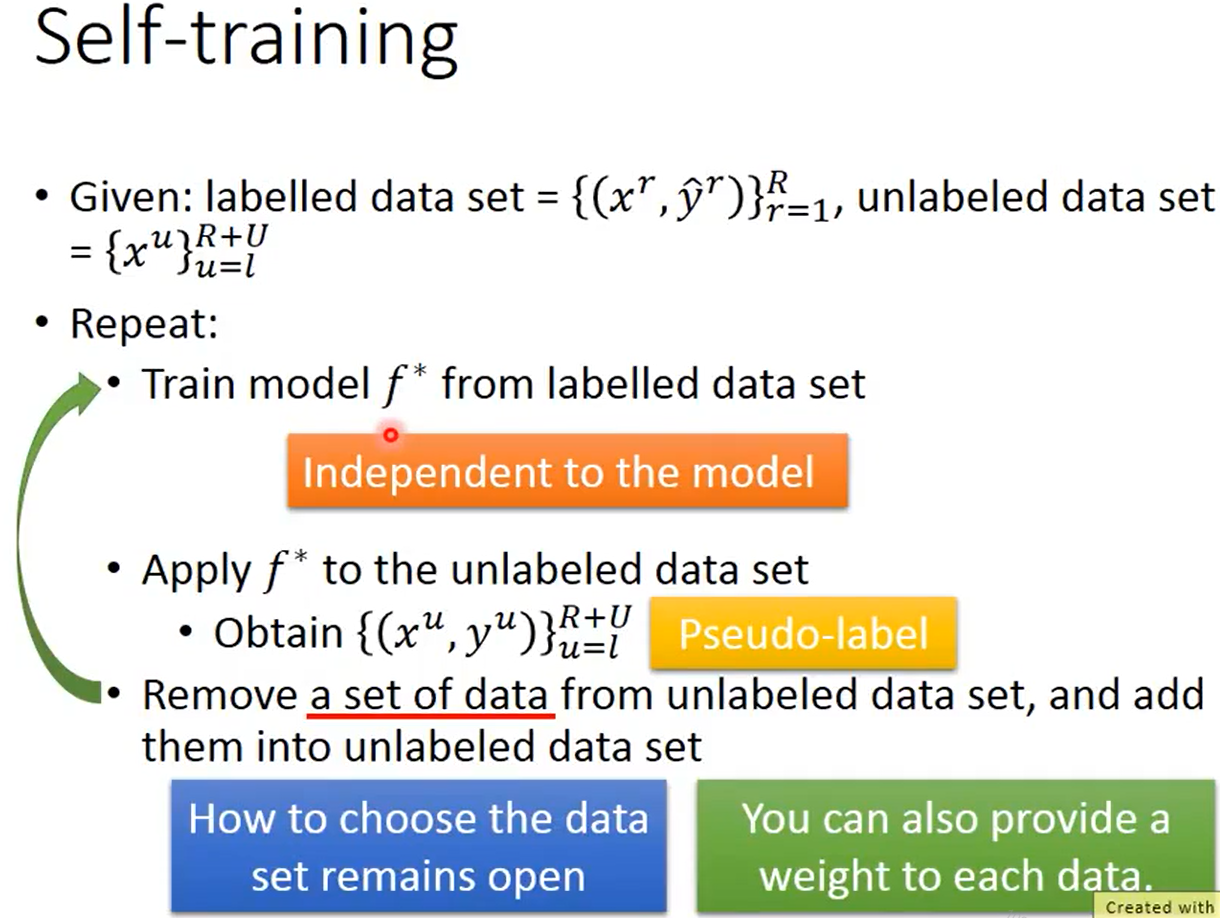 Self-training
• Given: labelled data set = {(x^r, ŷ^r)}_{r=1}^R, unlabeled data set
= {x^u}_{u=l}^{R+U}
• Repeat:
• Train model f* from labelled data set
Independent to the model
• Apply f* to the unlabeled data set
• Obtain {(x^u, y^u)}_{u=l}^{R+U} Pseudo-label
• Remove a set of data from unlabeled data set, and add
them into unlabeled data set
How to choose the data
set remains open
You can also provide a
weight to each data.
Created with